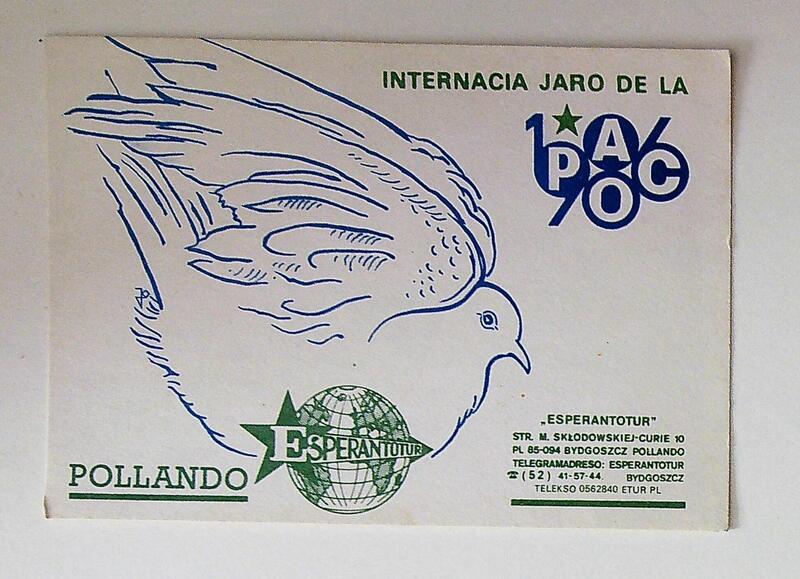 INTERNACIA JARO DE LA
1986
PACO
ESPERANTOTUR
POLLANDO
„ESPERANTOTUR"
STR. M. SKŁODOWSKIEJ-CURIE 10
PL 85-094 BYDGOSZCZ POLLANDO
TELEGRAMADRESO: ESPERANTOTUR
☎ (52) 41-57-44. BYDGOSZCZ
TELEKSO 0562840 ETUR PL